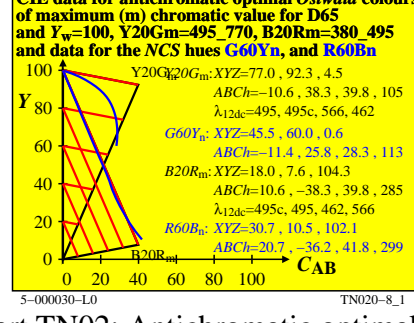 CIE data for antichromatic optimal Ostwald colours
of maximum (m) chromatic value for D65
and Yw=100, Y20Gm=495_770, B20Rm=380_495
and data for the NCS hues G60Yn, and R60Bn
100
Y
80
60
40
20
0
0 20 40 60 80 100
CAB
Y20Gm
Y20Gm: XYZ=77.0 , 92.3 , 4.5
ABCh=−10.6 , 38.3 , 39.8 , 105
λ12dc=495, 495c, 566, 462
G60Yn: XYZ=45.5 , 60.0 , 0.6
ABCh=−11.4 , 25.8 , 28.3 , 113
B20Rm: XYZ=18.0 , 7.6 , 104.3
ABCh=10.6 , −38.3 , 39.8 , 285
λ12dc=495c, 495, 462, 566
R60Bn: XYZ=30.7 , 10.5 , 102.1
ABCh=20.7 , −36.2 , 41.8 , 299
B20Rm
5−000030−L0
TN020−8_1
TN02: Antichromatic